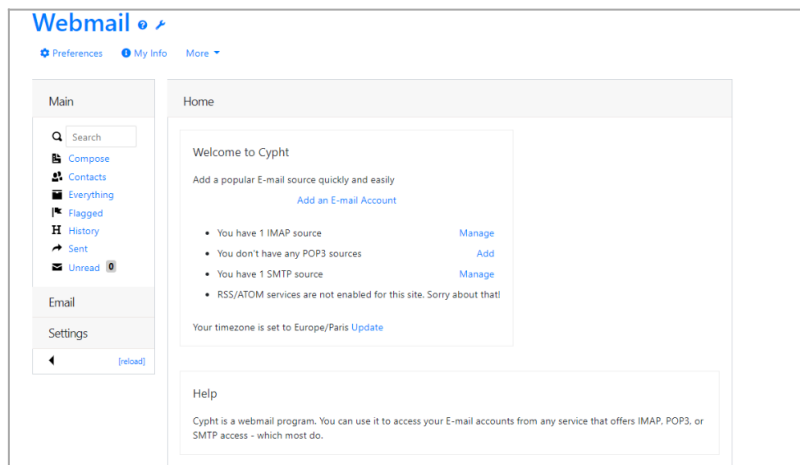 Webmail
Preferences My Info More
Main
Search
Compose
Contacts
Everything
Flagged
History
Sent
Unread 0
Email
Settings
[reload]
Home
Welcome to Cypht
Add a popular E-mail source quickly and easily
Add an E-mail Account
You have 1 IMAP source Manage
You don't have any POP3 sources Add
You have 1 SMTP source Manage
RSS/ATOM services are not enabled for this site. Sorry about that!
Your timezone is set to Europe/Paris Update
Help
Cypht is a webmail program. You can use it to access your E-mail accounts from any service that offers IMAP, POP3, or
SMTP access - which most do.